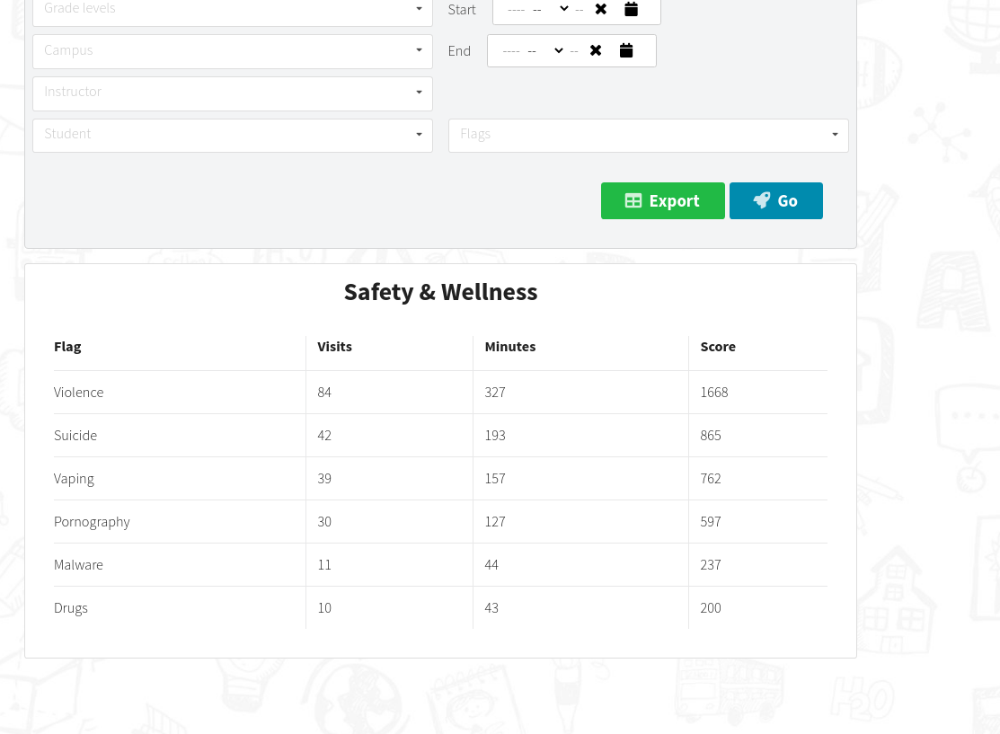 Grade levels
Start ---- -- --
Campus
End ---- -- --
Instructor
Student
Flags
Export
Go
Safety & Wellness
Flag Visits Minutes Score
Violence 84 327 1668
Suicide 42 193 865
Vaping 39 157 762
Pornography 30 127 597
Malware 11 44 237
Drugs 10 43 200
H2O